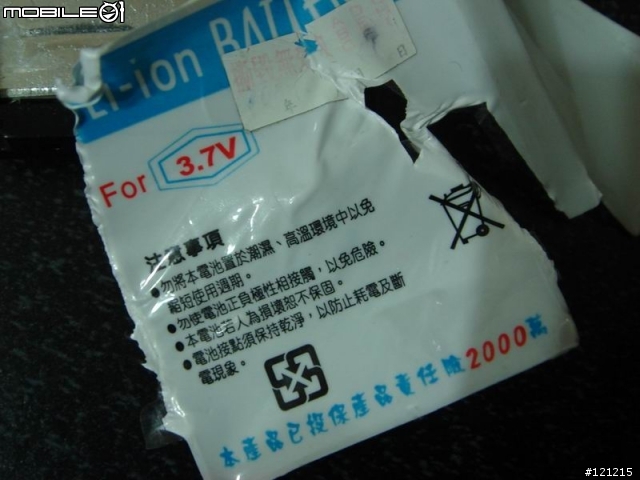 MOBILE01
Li-ion BATTE
For 3.7V
注意事項
●勿將本電池置於潮濕、高溫環境中以免
縮短使用週期。
●勿使電池正負極性相接觸,以免危險。
●本電池若人為損壞恕不保固。
●電池接點須保持乾淨,以防止耗電及斷
電現象。
本產品已投保產品責任險2000萬
#121215